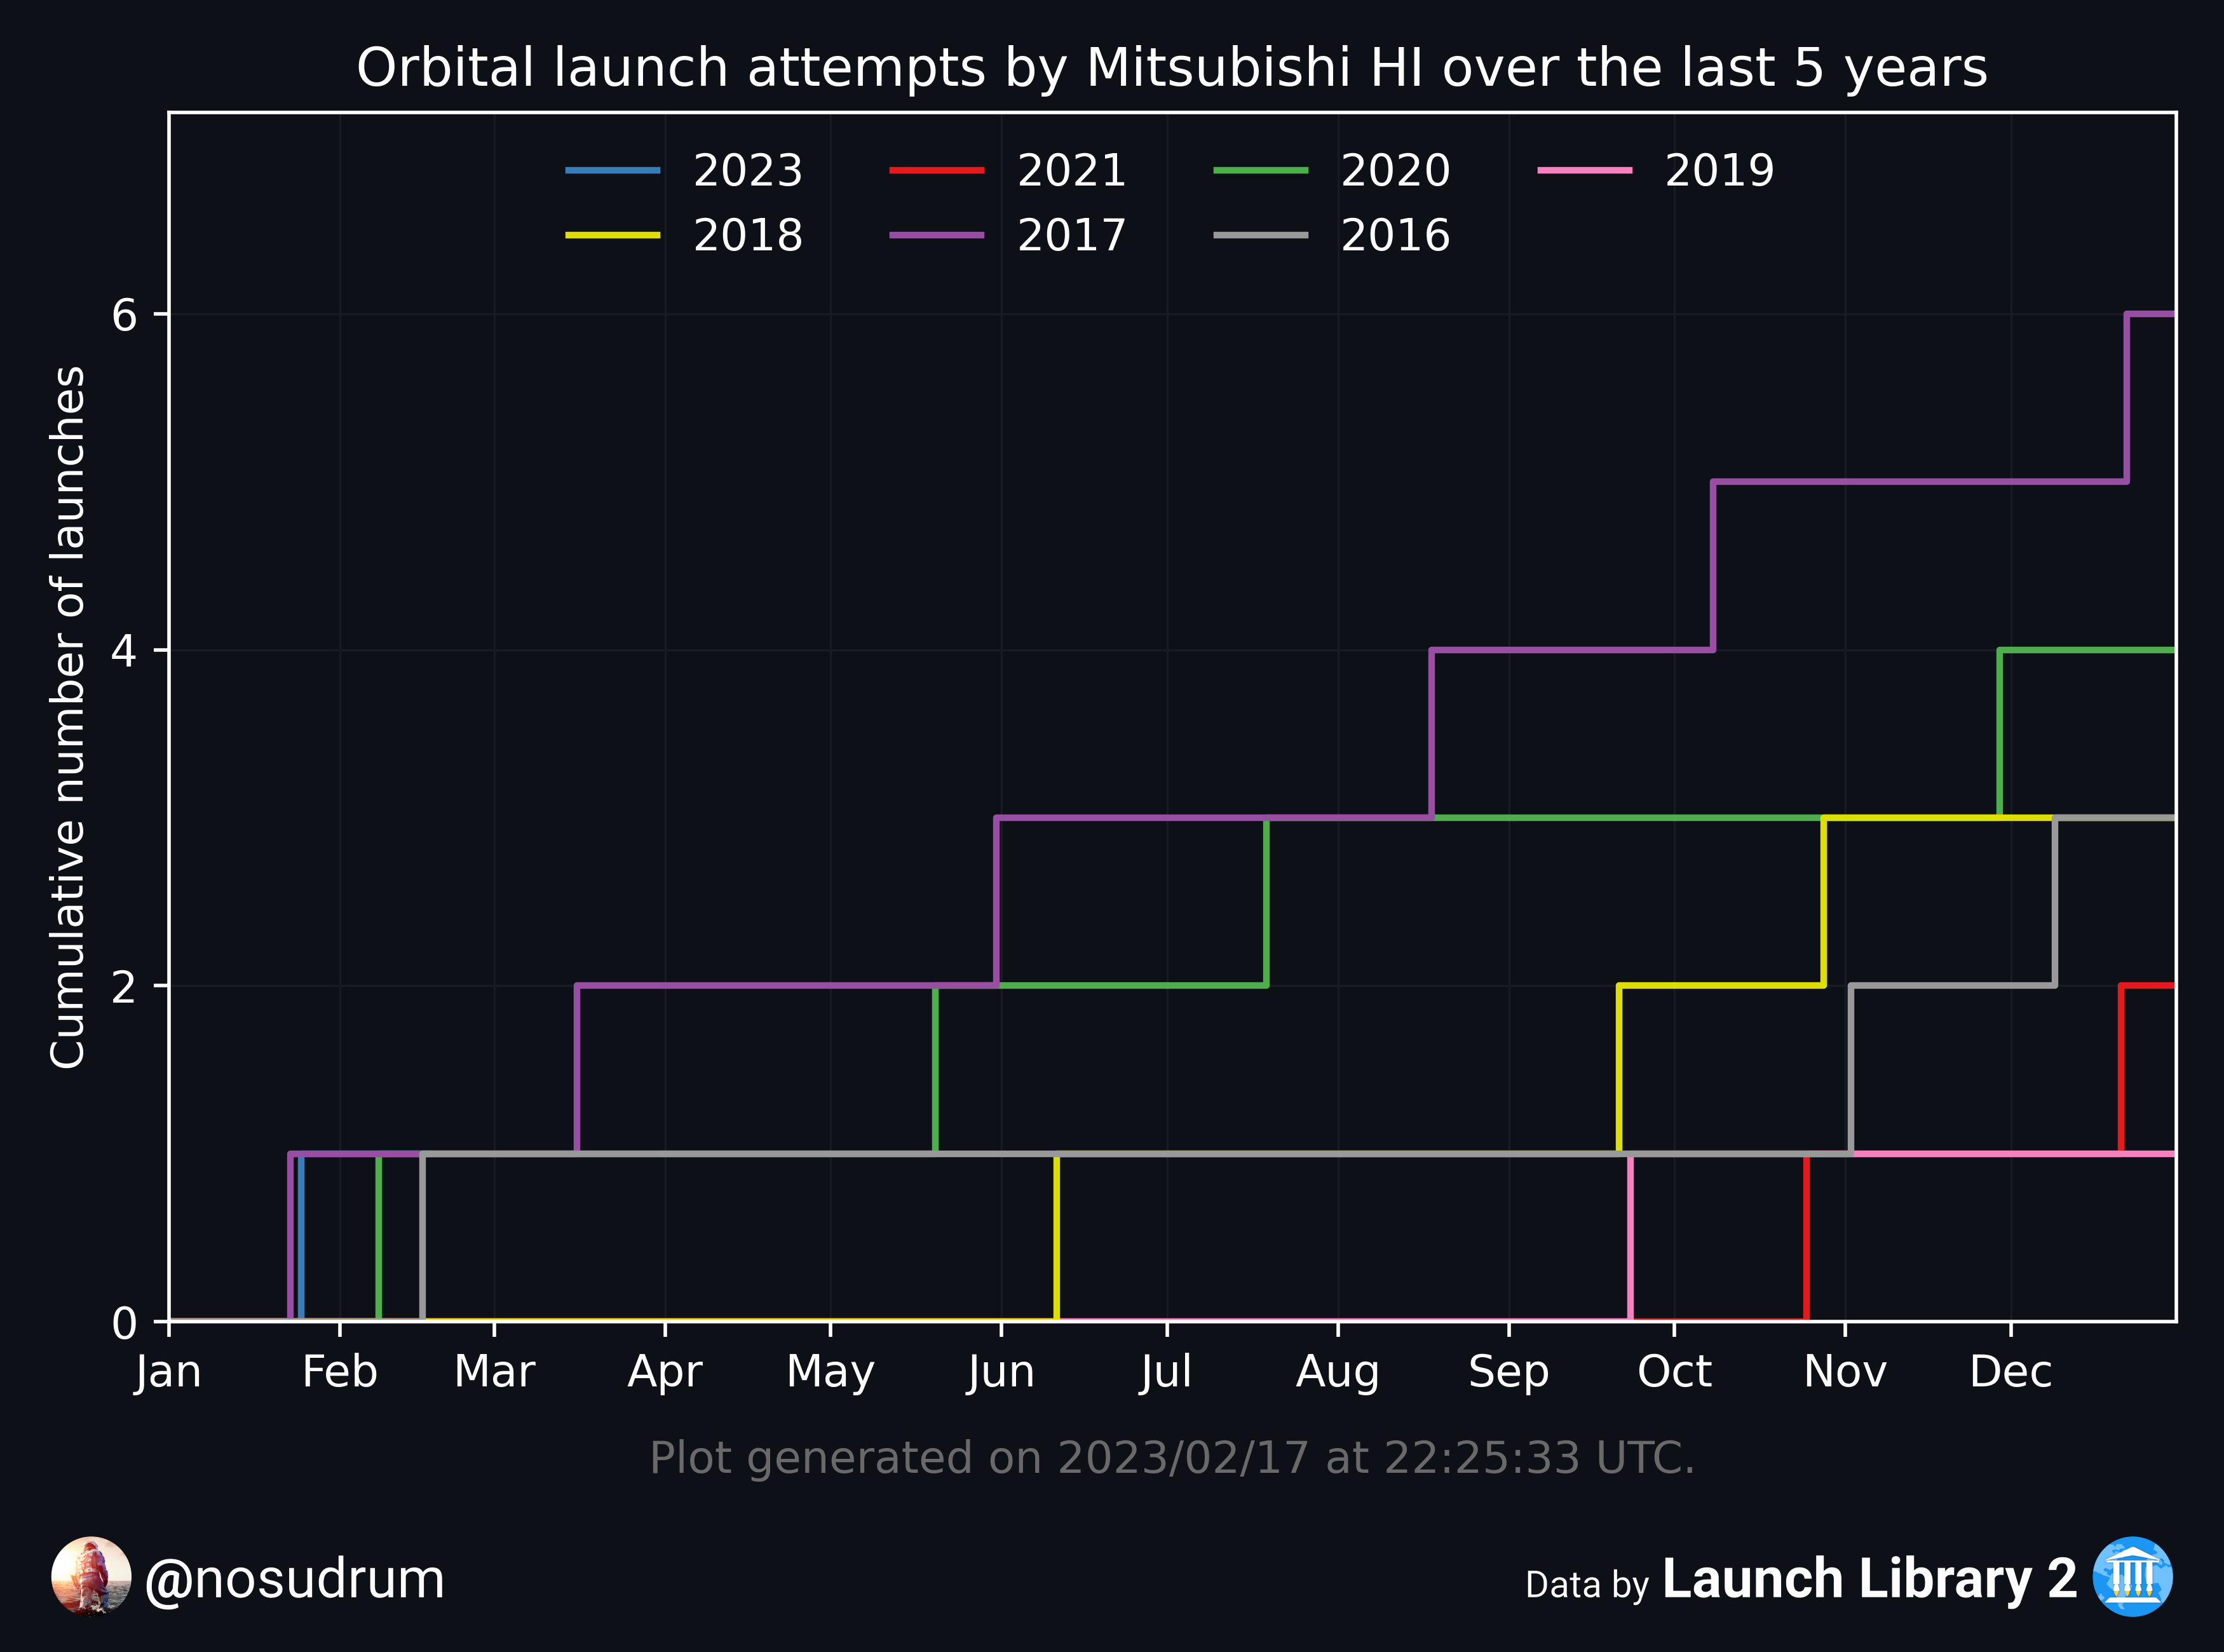 Orbital launch attempts by Mitsubishi HI over the last 5 years
2023 2021 2020 2019
2018 2017 2016
Cumulative number of launches
6
4
2
0
Jan Feb Mar Apr May Jun Jul Aug Sep Oct Nov Dec
Plot generated on 2023/02/17 at 22:25:33 UTC.
@nosudrum
Data by Launch Library 2